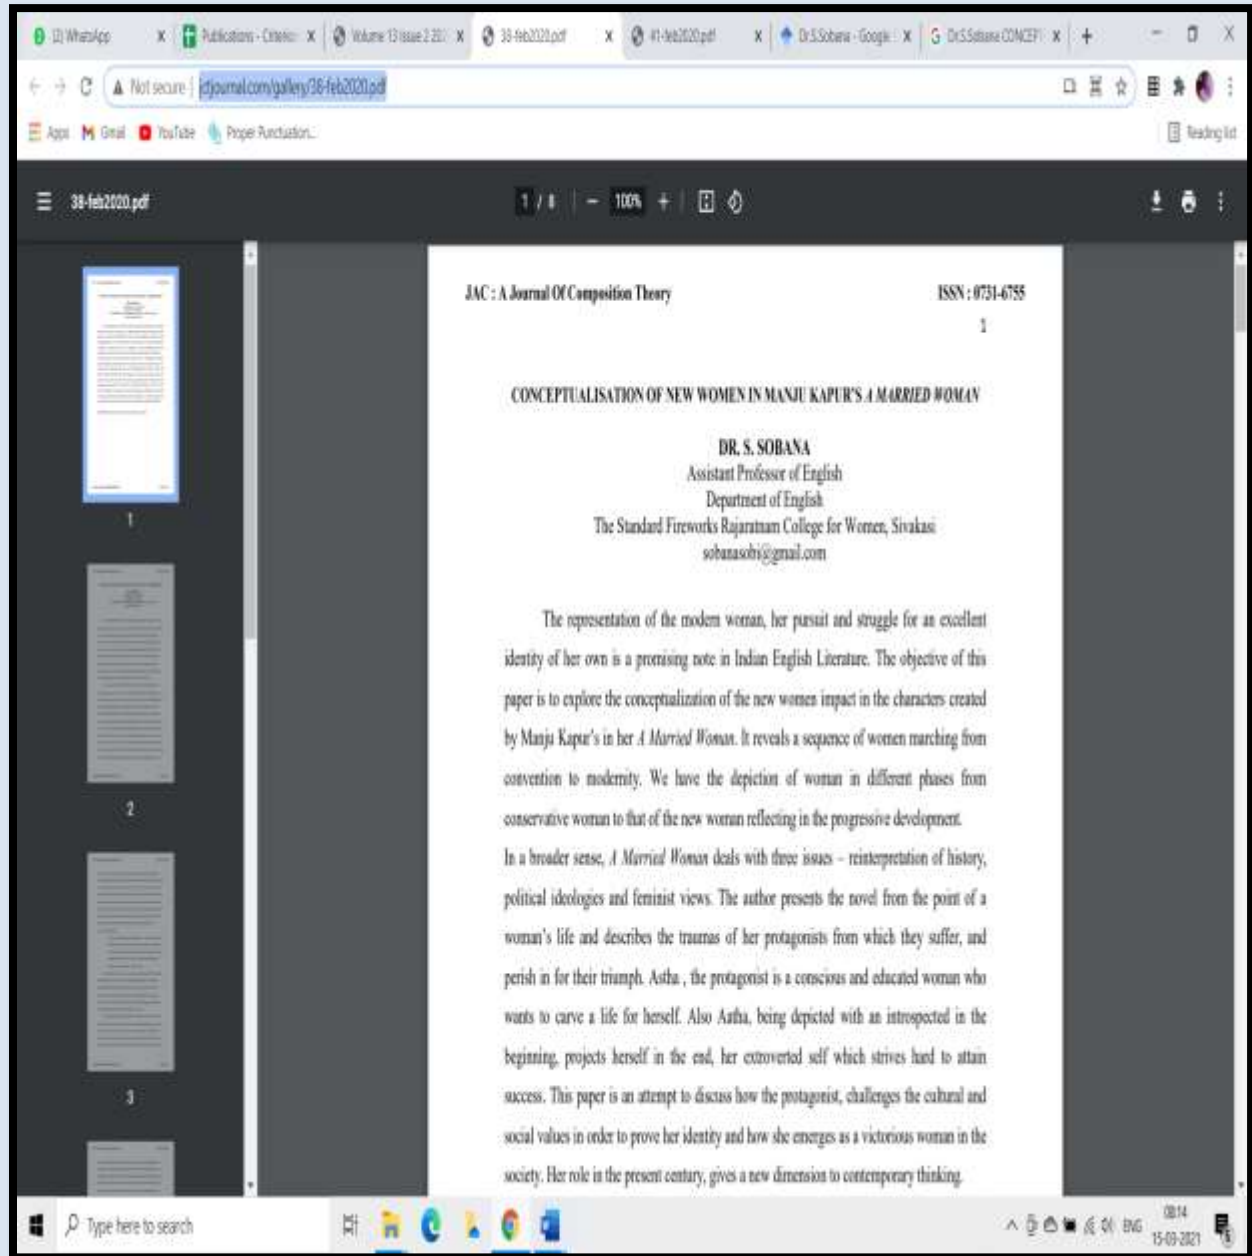 (2) WhatsApp
Publications - Criterion
Volume 13 issue 2 20
38-feb2020.pdf
41-feb2020.pdf
Dr.S.Sobana - Google
Dr.S.Sobana CONCEPT
Not secure | jctjournal.com/gallery/38-feb2020.pdf
Apps Gmail YouTube Proper Punctuation... Reading list
38-feb2020.pdf 1 / 8 100%
JAC : A Journal Of Composition Theory ISSN : 0731-6755
1
CONCEPTUALISATION OF NEW WOMEN IN MANJU KAPUR'S A MARRIED WOMAN
DR. S. SOBANA
Assistant Professor of English
Department of English
The Standard Fireworks Rajaratnam College for Women, Sivakasi
sobanasobi@gmail.com
The representation of the modern woman, her pursuit and struggle for an excellent
identity of her own is a promising note in Indian English Literature. The objective of this
paper is to explore the conceptualization of the new women impact in the characters created
by Manju Kapur's in her A Married Woman. It reveals a sequence of women marching from
convention to modernity. We have the depiction of woman in different phases from
conservative woman to that of the new woman reflecting in the progressive development.
In a broader sense, A Married Woman deals with three issues – reinterpretation of history,
political ideologies and feminist views. The author presents the novel from the point of a
woman's life and describes the traumas of her protagonists from which they suffer, and
perish in for their triumph. Astha , the protagonist is a conscious and educated woman who
wants to carve a life for herself. Also Aatha, being depicted with an introspected in the
beginning, projects herself in the end, her extroverted self which strives hard to attain
success. This paper is an attempt to discuss how the protagonist, challenges the cultural and
social values in order to prove her identity and how she emerges as a victorious woman in the
society. Her role in the present century, gives a new dimension to contemporary thinking.
1
2
3
Type here to search
ENG
08:14
15-03-2021
6